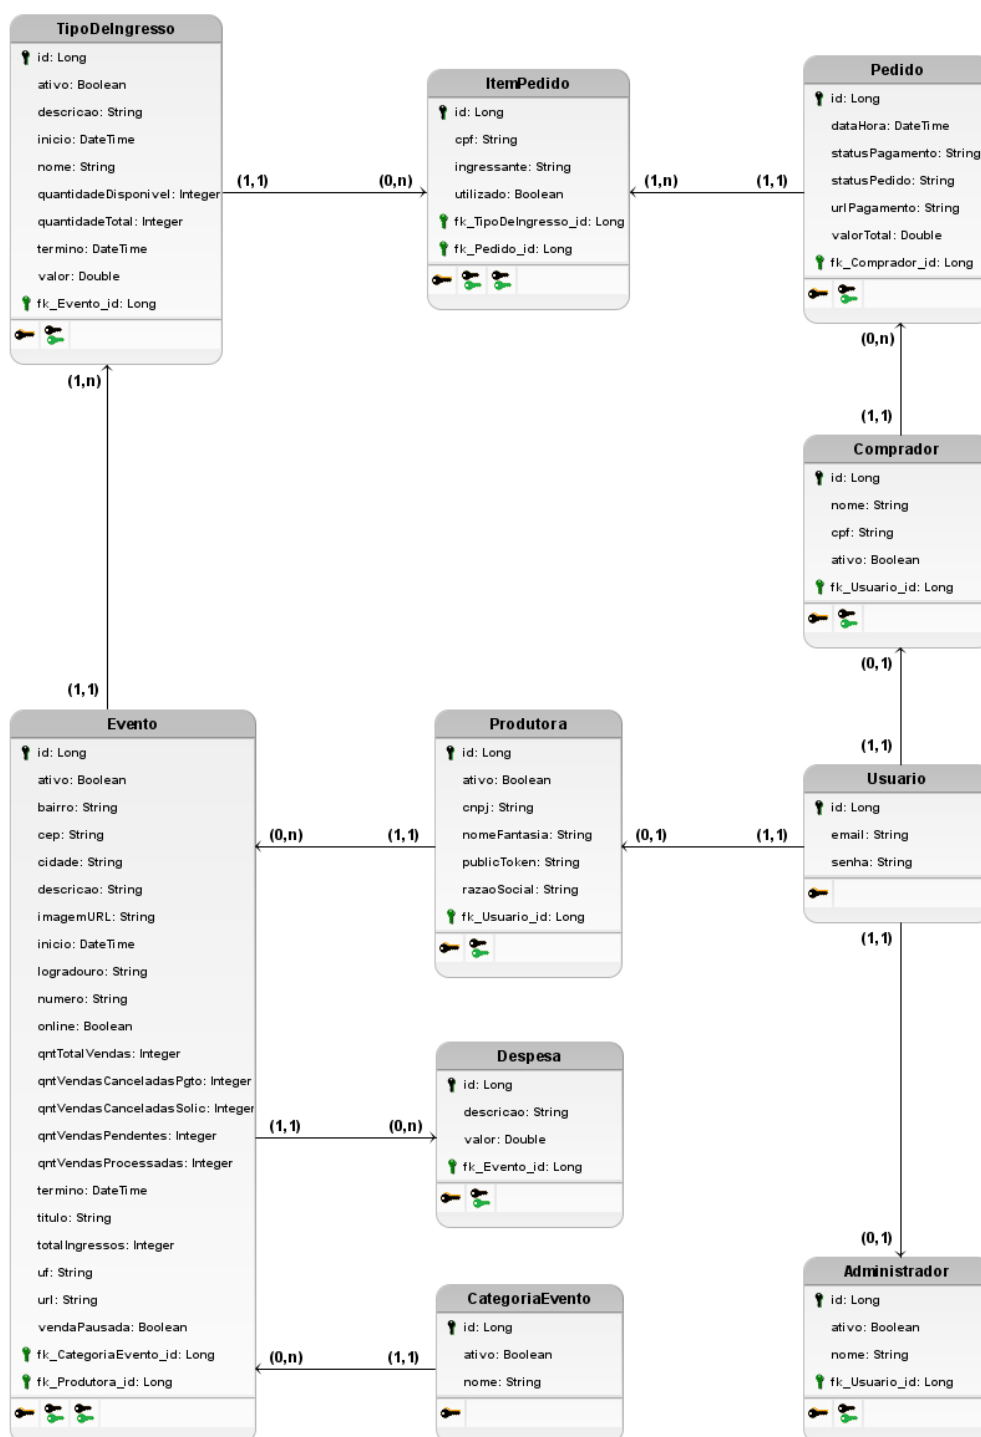 TipoDeIngresso
id: Long
ativo: Boolean
descricao: String
inicio: DateTime
nome: String
quantidadeDisponivel: Integer
quantidadeTotal: Integer
termino: DateTime
valor: Double
fk_Evento_id: Long
(1,1)
(0,n)
ItemPedido
id: Long
cpf: String
ingressante: String
utilizado: Boolean
fk_TipoDeIngresso_id: Long
fk_Pedido_id: Long
(1,n)
(1,1)
Pedido
id: Long
dataHora: DateTime
statusPagamento: String
statusPedido: String
urlPagamento: String
valorTotal: Double
fk_Comprador_id: Long
(0,n)
(1,1)
Comprador
id: Long
nome: String
cpf: String
ativo: Boolean
fk_Usuario_id: Long
(0,1)
(1,1)
(1,n)
(1,1)
Evento
id: Long
ativo: Boolean
bairro: String
cep: String
cidade: String
descricao: String
imagemURL: String
inicio: DateTime
logradouro: String
numero: String
online: Boolean
qntTotalVendas: Integer
qntVendasCanceladasPgto: Integer
qntVendasCanceladasSolic: Integer
qntVendasPendentes: Integer
qntVendasProcessadas: Integer
termino: DateTime
titulo: String
totalIngressos: Integer
uf: String
url: String
vendaPausada: Boolean
fk_CategoriaEvento_id: Long
fk_Produtora_id: Long
(0,n)
(1,1)
Produtora
id: Long
ativo: Boolean
cnpj: String
nomeFantasia: String
publicToken: String
razaoSocial: String
fk_Usuario_id: Long
(0,1)
(1,1)
Usuario
id: Long
email: String
senha: String
(1,1)
(0,1)
(1,1)
(0,n)
Despesa
id: Long
descricao: String
valor: Double
fk_Evento_id: Long
(0,n)
(1,1)
CategoriaEvento
id: Long
ativo: Boolean
nome: String
Administrador
id: Long
ativo: Boolean
nome: String
fk_Usuario_id: Long